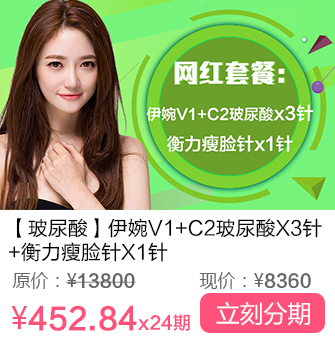 网红套餐：
伊婉V1+C2玻尿酸x3针
衡力瘦脸针x1针
【玻尿酸】伊婉V1+C2玻尿酸X3针
+衡力瘦脸针X1针
原价：¥13800 现价：¥8360
¥452.84x24期 立刻分期